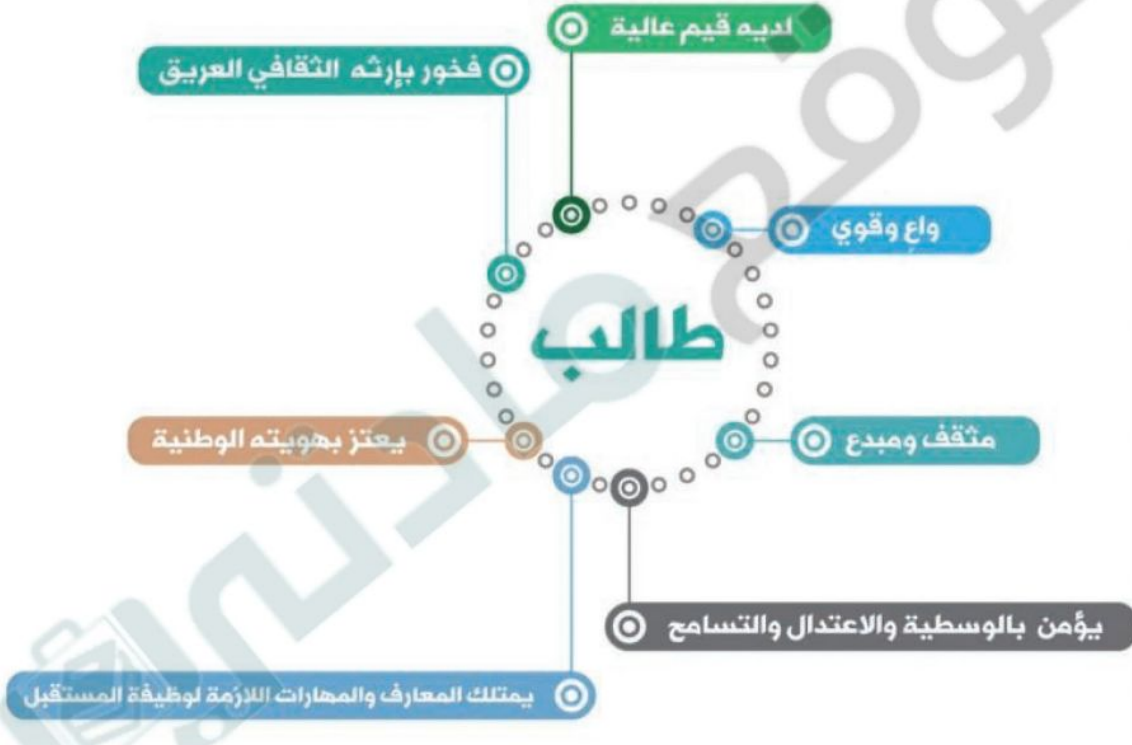 لديه قيم عالية
فخور بإرثه الثقافي العريق
واعٍ وقوي
طالب
مثقف ومبدع
يعتز بهويته الوطنية
يؤمن بالوسطية والاعتدال والتسامح
يمتلك المعارف والمهارات اللازمة لوظيفة المستقبل